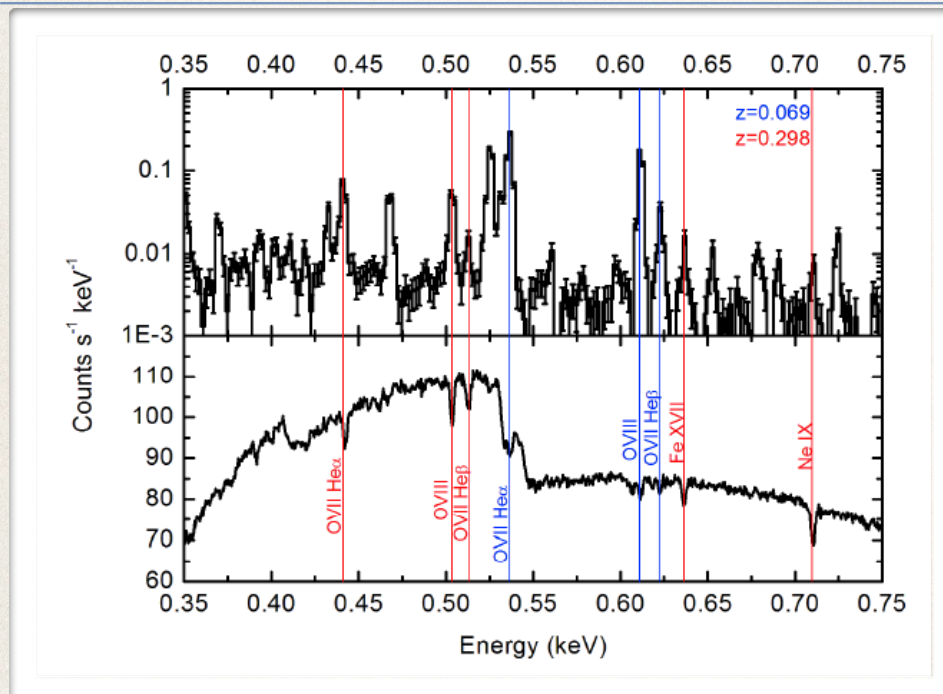 0.35 0.40 0.45 0.50 0.55 0.60 0.65 0.70 0.75
z=0.069
z=0.298
1
0.1
0.01
1E-3
110
100
90
80
70
60
Counts s⁻¹ keV⁻¹
OVII Heα
OVIII
OVII Heβ
OVII Heα
OVIII
OVII Heβ
Fe XVII
Ne IX
0.35 0.40 0.45 0.50 0.55 0.60 0.65 0.70 0.75
Energy (keV)